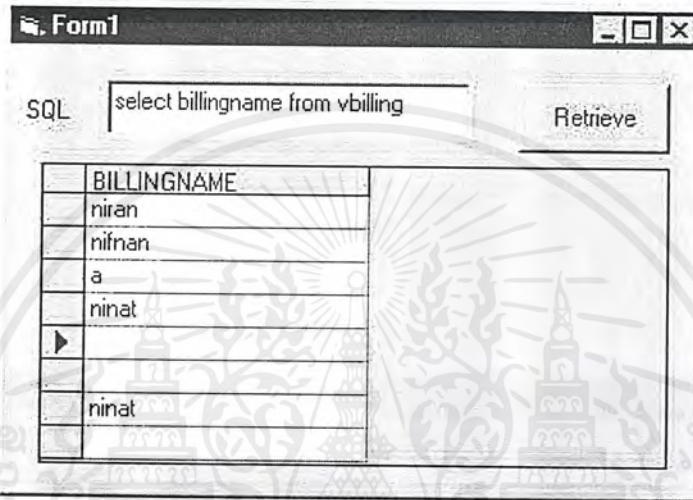 Form1
SQL
select billingname from vbilling
Retrieve
BILLINGNAME
niran
nifnan
a
ninat
ninat